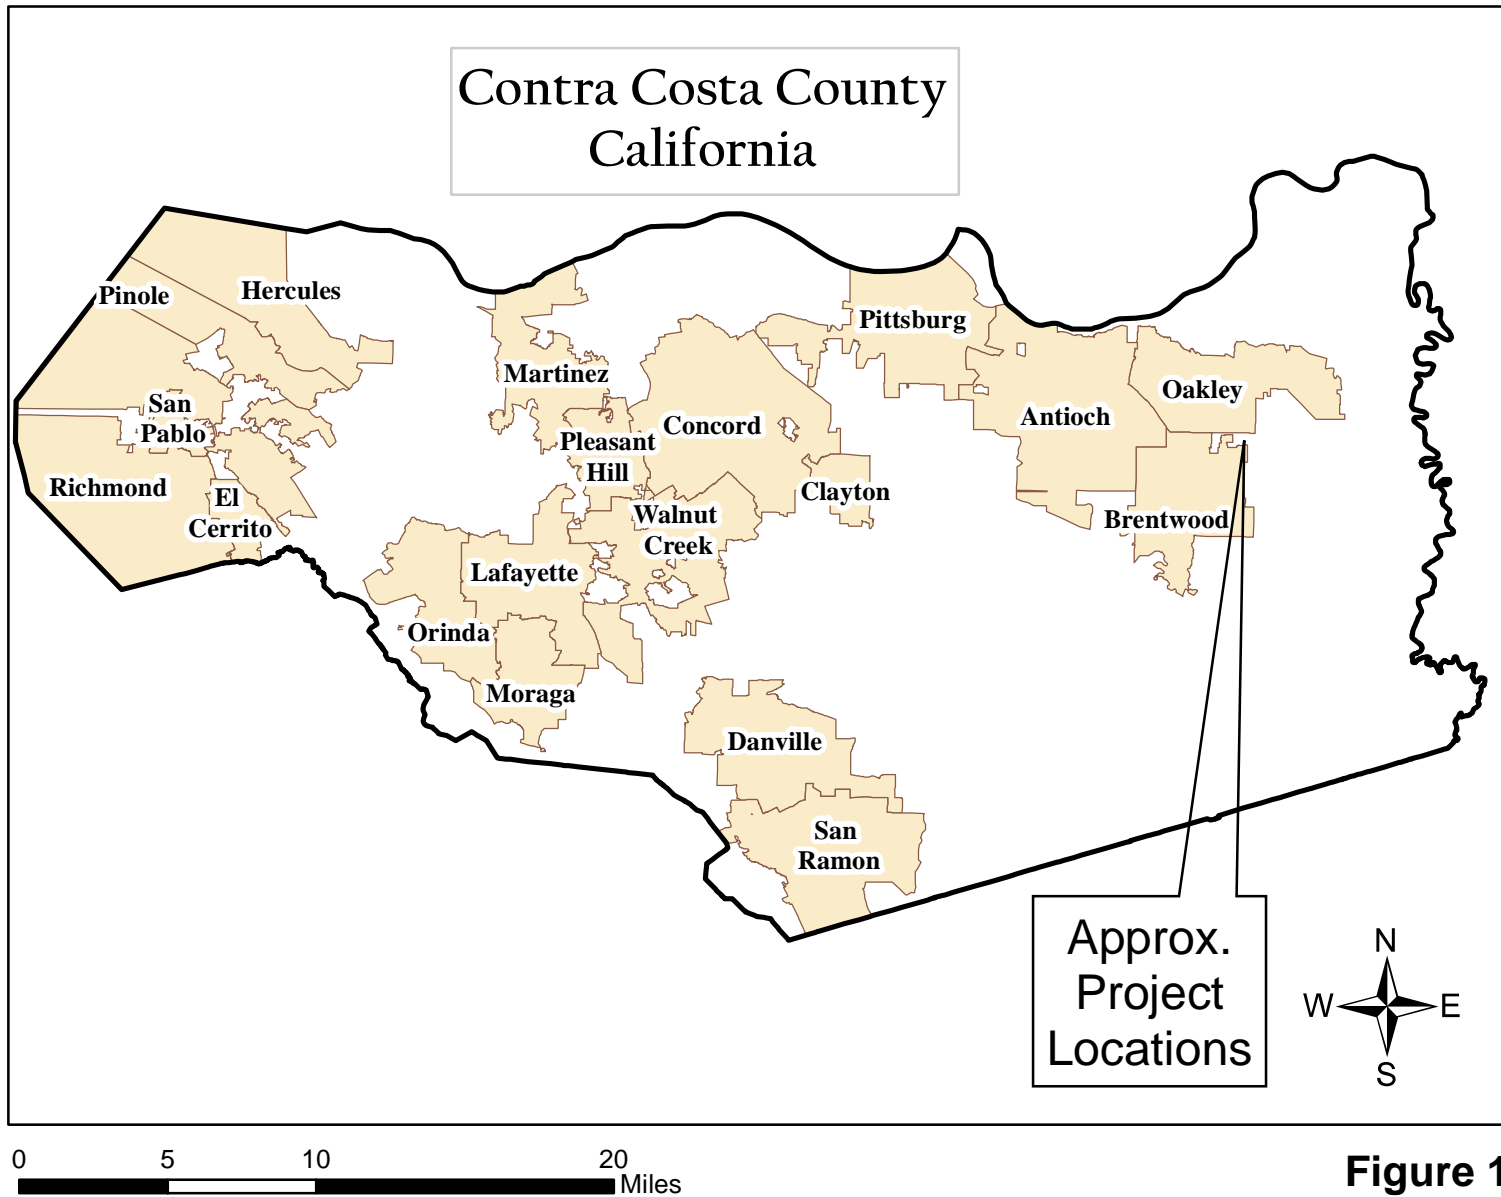 Contra Costa County
California
Pinole
Hercules
Pittsburg
Martinez
Oakley
San
Pablo
Antioch
Concord
Pleasant
Hill
Richmond
El
Cerrito
Clayton
Walnut
Creek
Brentwood
Lafayette
Orinda
Moraga
Danville
San
Ramon
Approx.
Project
Locations
N
W E
S
0 5 10 20
Miles
Figure 1